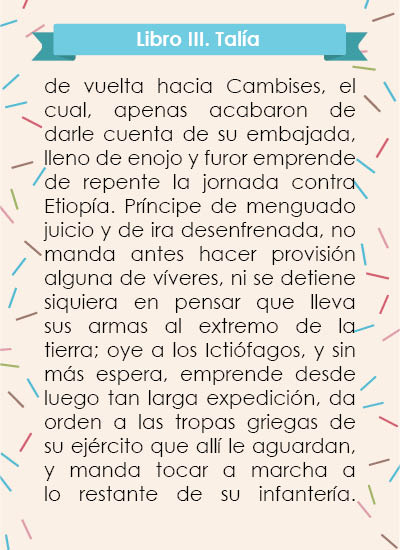 Libro III. Talía
de vuelta hacia Cambises, el
cual, apenas acabaron de
darle cuenta de su embajada,
lleno de enojo y furor emprende
de repente la jornada contra
Etiopía. Príncipe de menguado
juicio y de ira desenfrenada, no
manda antes hacer provisión
alguna de víveres, ni se detiene
siquiera en pensar que lleva
sus armas al extremo de la
tierra; oye a los Ictiófagos, y sin
más espera, emprende desde
luego tan larga expedición, da
orden a las tropas griegas de
su ejército que allí le aguardan,
y manda tocar a marcha a
lo restante de su infantería.